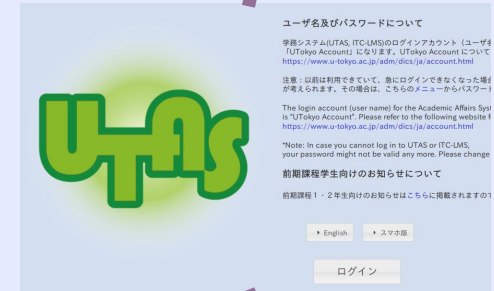 UTAS
ユーザ名及びパスワードについて
学務システム(UTAS, ITC-LMS)のログインアカウント（ユーザ名
「UTokyo Account」になります。UTokyo Account について
https://www.u-tokyo.ac.jp/adm/dics/ja/account.html
注意：以前は利用できていて、急にログインできなくなった場合
が考えられます。その場合は、こちらのメニューからパスワード
The login account (user name) for the Academic Affairs Syst
is "UTokyo Account". Please refer to the following website f
https://www.u-tokyo.ac.jp/adm/dics/ja/account.html
*Note: In case you cannot log in to UTAS or ITC-LMS,
your password might not be valid any more. Please change
前期課程学生向けのお知らせについて
前期課程1・2年生向けのお知らせはこちらに掲載されますので
English
スマホ版
ログイン